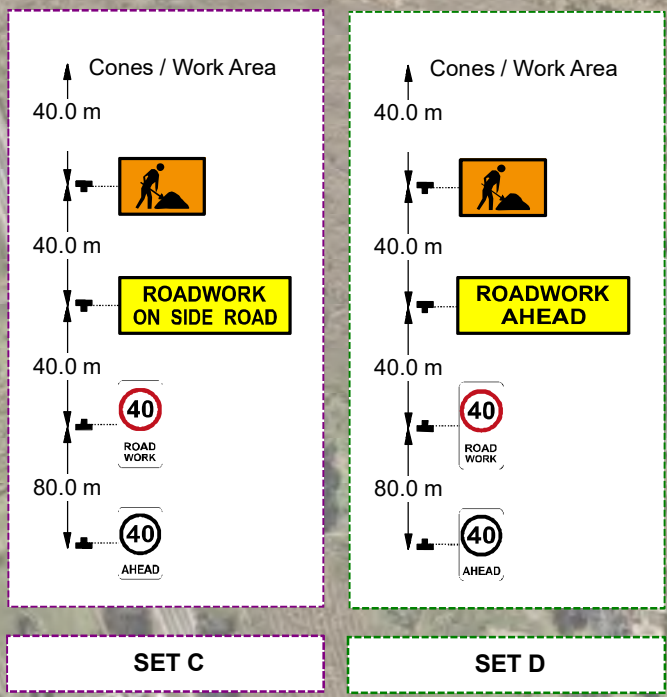 Cones / Work Area
40.0 m
40.0 m
ROADWORK
ON SIDE ROAD
40.0 m
40
ROAD
WORK
80.0 m
40
AHEAD
SET C
Cones / Work Area
40.0 m
40.0 m
ROADWORK
AHEAD
40.0 m
40
ROAD
WORK
80.0 m
40
AHEAD
SET D